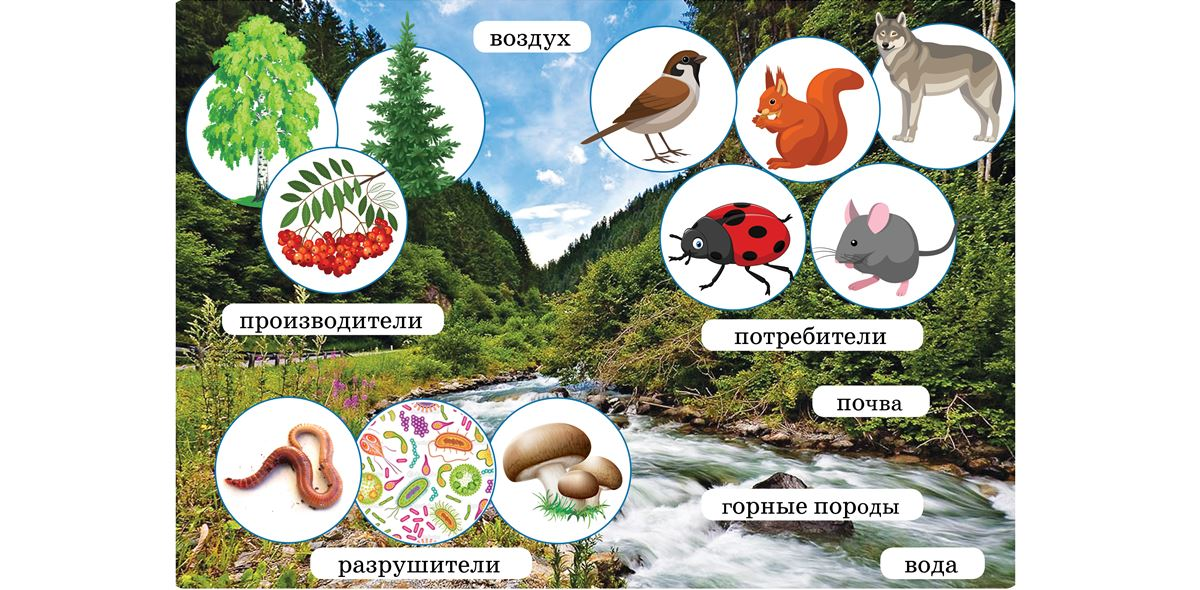 воздух
производители
потребители
почва
горные породы
разрушители
вода